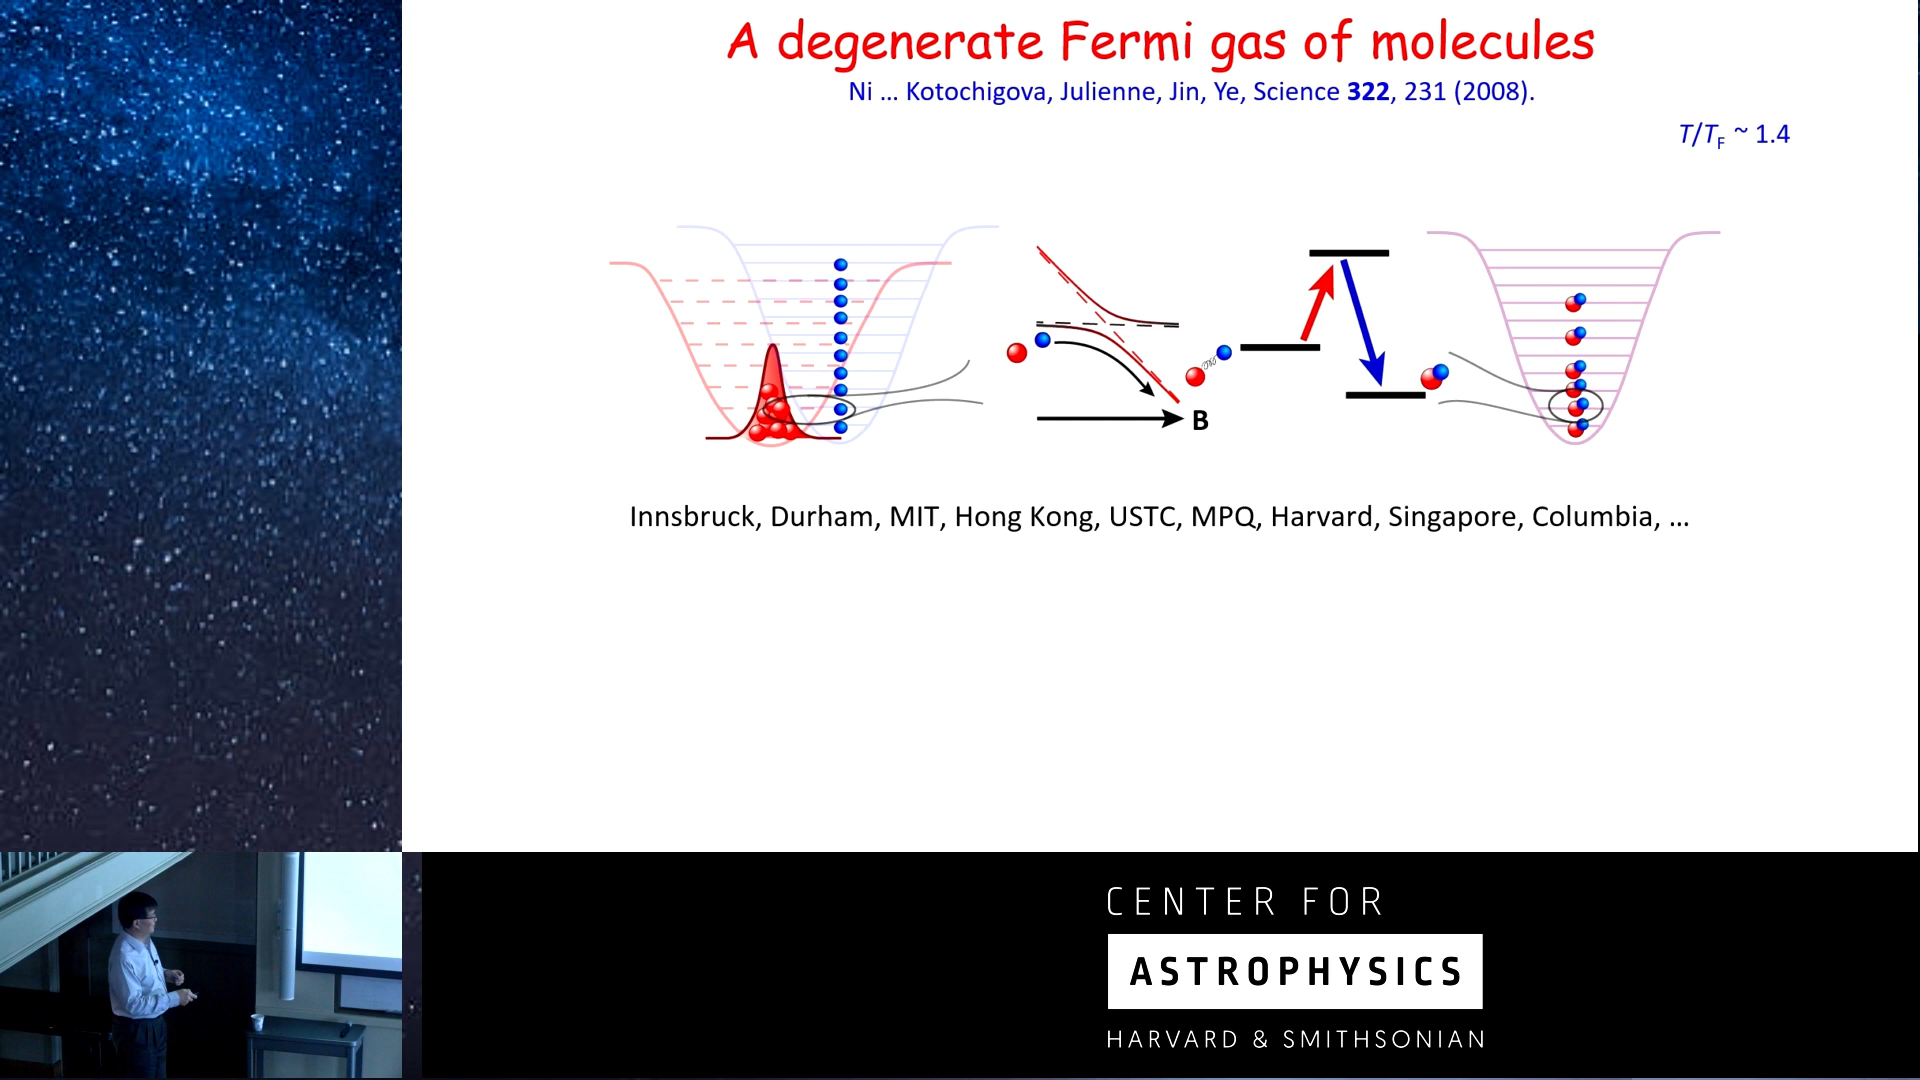 A degenerate Fermi gas of molecules
Ni ... Kotochigova, Julienne, Jin, Ye, Science 322, 231 (2008).
T/TF ~ 1.4
B
Innsbruck, Durham, MIT, Hong Kong, USTC, MPQ, Harvard, Singapore, Columbia, ...
CENTER FOR
ASTROPHYSICS
HARVARD & SMITHSONIAN